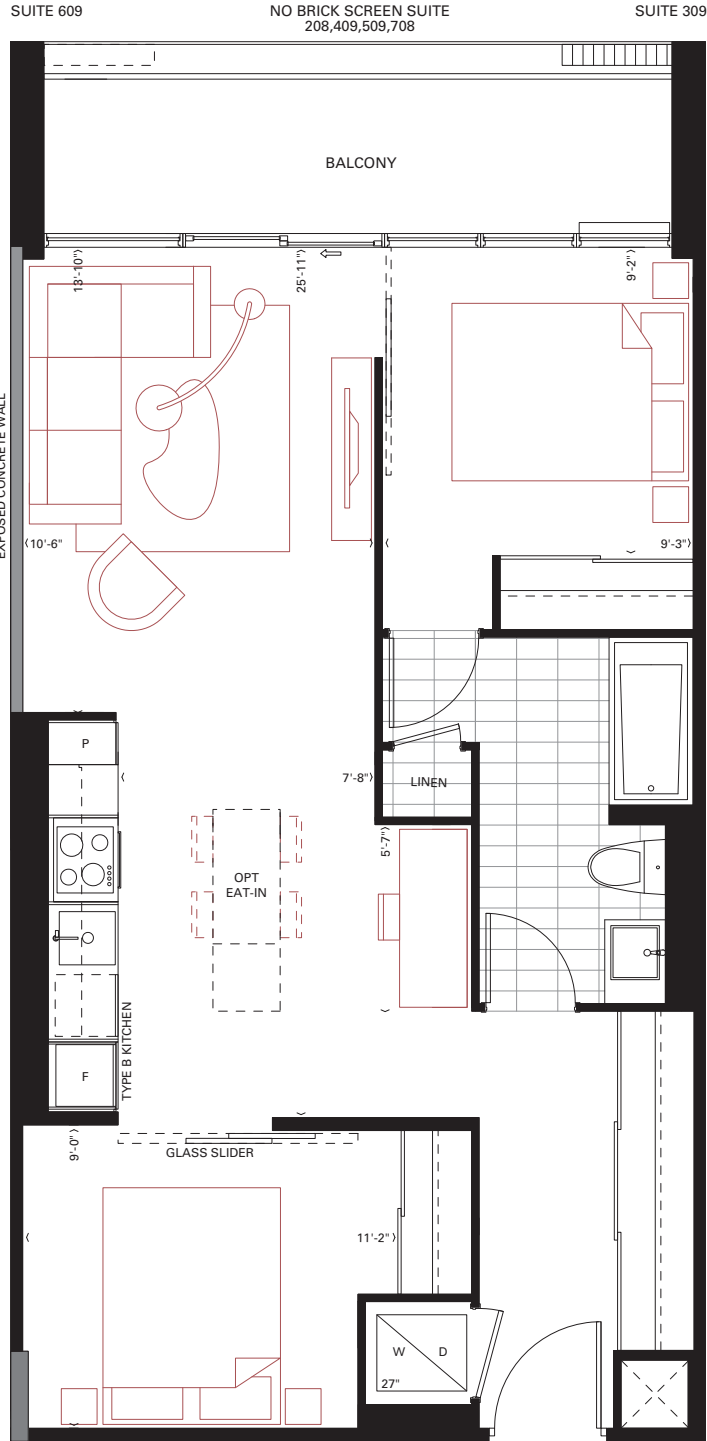 SUITE 609
NO BRICK SCREEN SUITE
208,409,509,708
SUITE 309
BALCONY
13'-10"
25'-11"
9'-2"
EXPOSED CONCRETE WALL
10'-6"
9'-3"
P
7'-8"
LINEN
5'-7"
OPT
EAT-IN
TYPE B KITCHEN
F
9'-0"
GLASS SLIDER
11'-2"
W D
27"